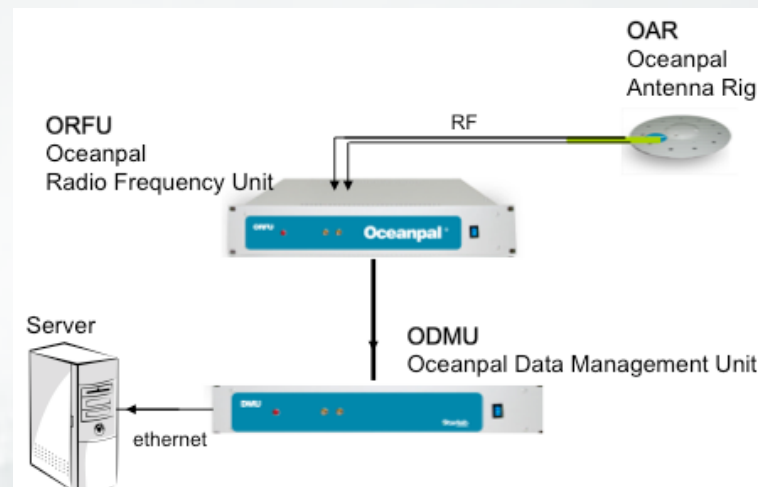 OAR
Oceanpal
Antenna Rig
RF
ORFU
Oceanpal
Radio Frequency Unit
ORFU
Oceanpal
Server
ODMU
Oceanpal Data Management Unit
DMU
Starlab
ethernet